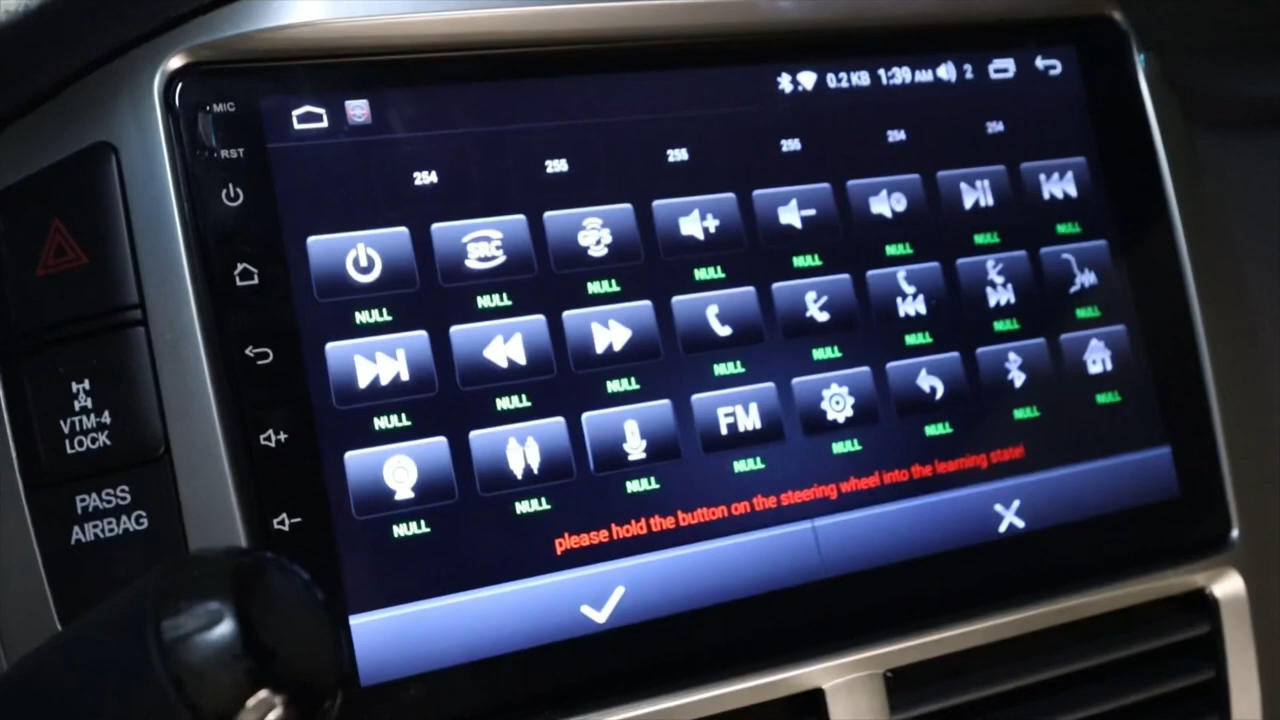 MIC
RST
0.2 KB 1:39 AM 2
254 255 255 255 254 254
SRC GPS
NULL NULL NULL NULL NULL NULL NULL NULL
NULL NULL NULL NULL NULL NULL NULL NULL
FM
NULL NULL NULL NULL NULL NULL NULL NULL
please hold the button on the steering wheel into the learning state!
VTM-4
LOCK
PASS
AIRBAG